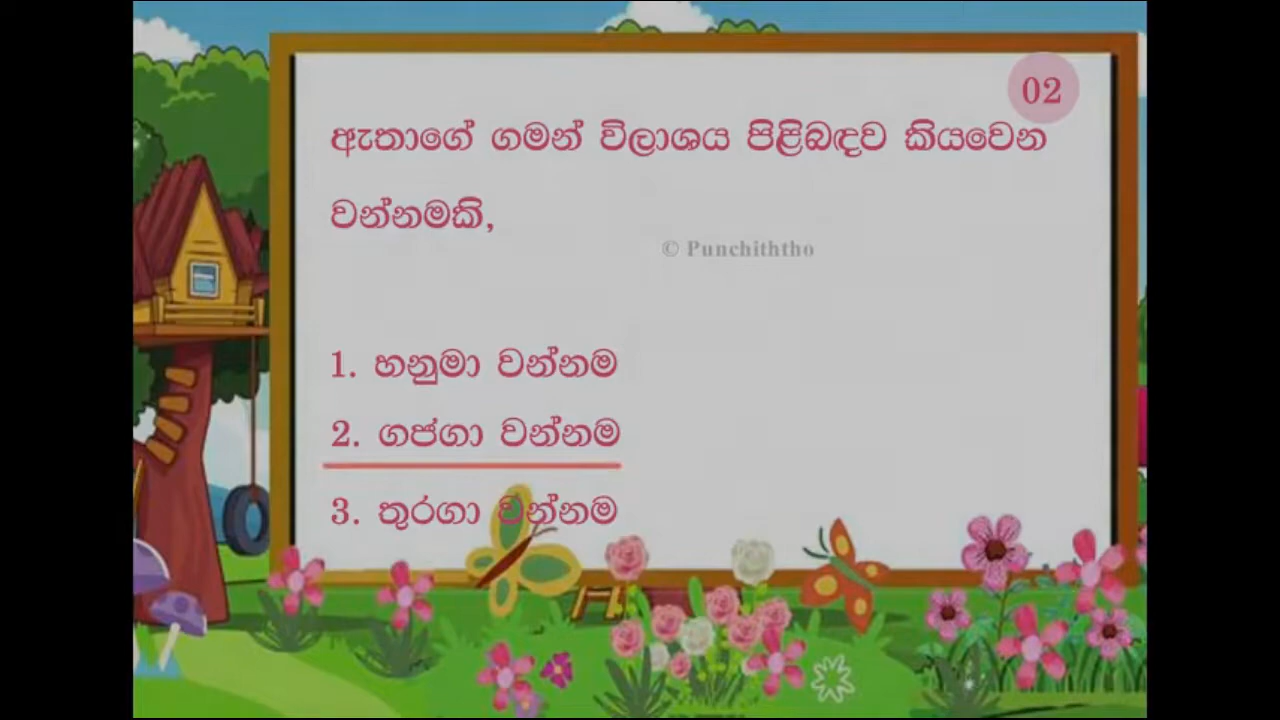 02
ඇතාගේ ගමන් විලාශය පිළිබඳව කියවෙන
වන්නමකි,
© Punchiththo
1. හනුමා වන්නම
2. ගප්ගා වන්නම
3. තුරගා වන්නම